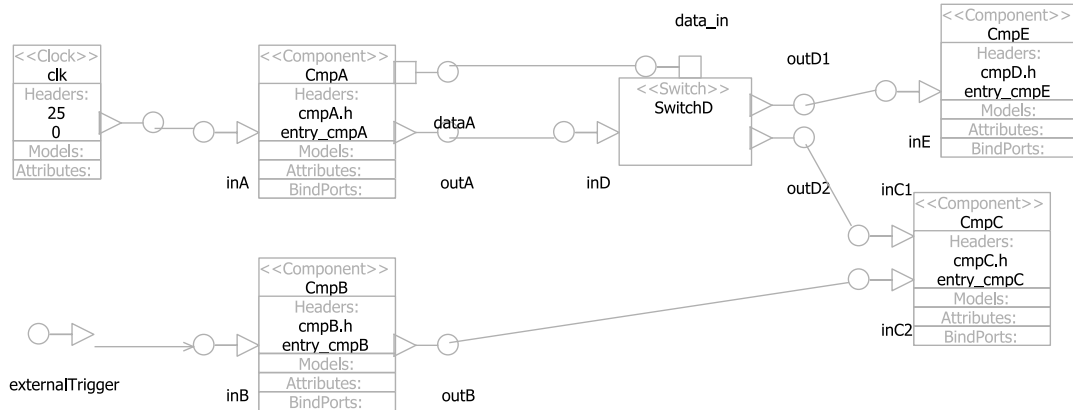 <<Clock>>
clk
Headers:
25
0
Models:
Attributes:
<<Component>>
CmpA
Headers:
cmpA.h
entry_cmpA
Models:
Attributes:
BindPorts:
inA
dataA
outA
data_in
<<Switch>>
SwitchD
inD
outD1
outD2
<<Component>>
CmpE
Headers:
cmpD.h
entry_cmpE
Models:
Attributes:
BindPorts:
inE
inC1
<<Component>>
CmpC
Headers:
cmpC.h
entry_cmpC
Models:
Attributes:
BindPorts:
inC2
<<Component>>
CmpB
Headers:
cmpB.h
entry_cmpB
Models:
Attributes:
BindPorts:
externalTrigger
inB
outB